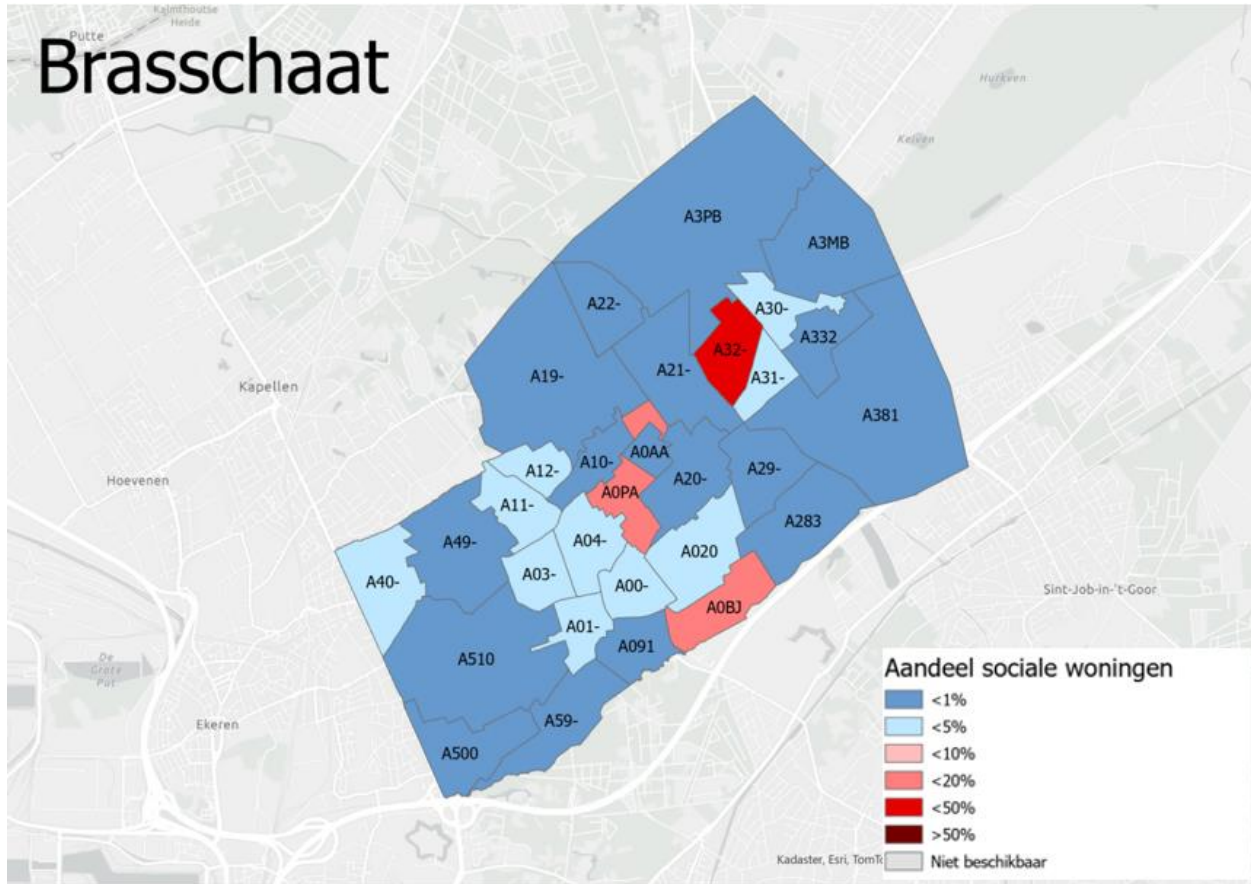 Kalmthoutse
Heide
Putte
Brasschaat
Hurkven
Keiven
A3PB
A3MB
A22-
A30-
A332
A32-
A21-
A31-
A19-
Kapellen
A381
A0AA
A10-
A12-
A29-
A20-
Hoevenen
A0PA
A11-
A283
A49-
A04-
A020
A40-
A03-
A00-
Sint-Job-in-'t-Goor
A0BJ
A01-
A091
A510
De
Grote
Put
Ekeren
A59-
A500
Aandeel sociale woningen
<1%
<5%
<10%
<20%
<50%
>50%
Niet beschikbaar
Kadaster, Esri, TomTo